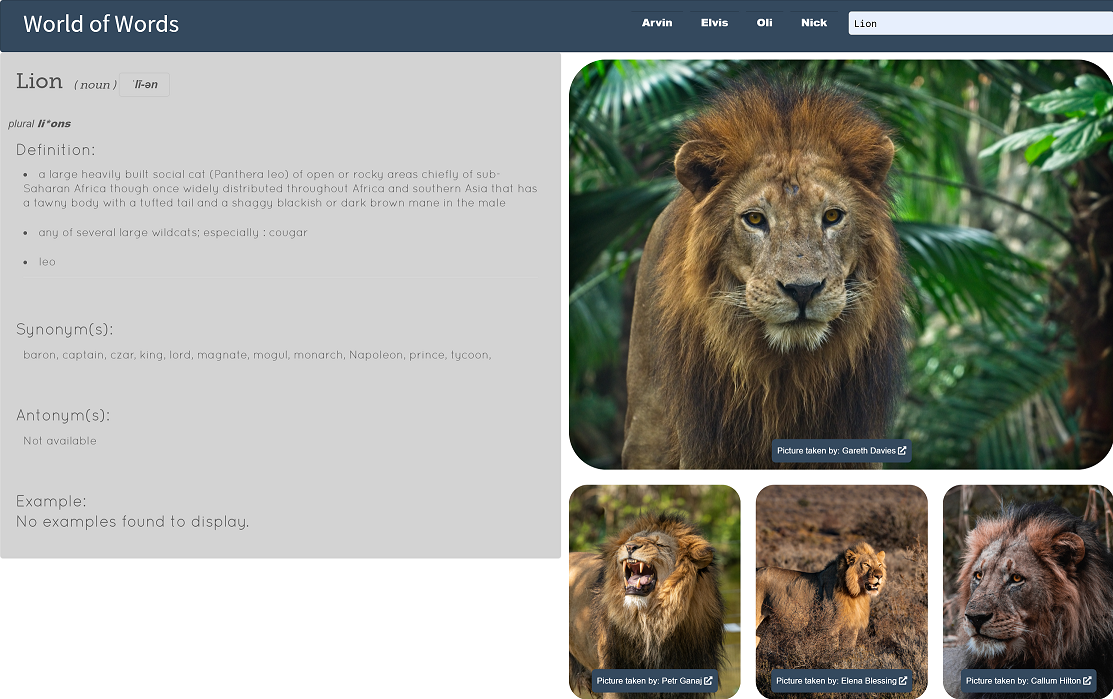 World of Words
Arvin Elvis Oli Nick Lion
Lion ( noun ) ˈlī-ən
plural li*ons
Definition:
• a large heavily built social cat (Panthera leo) of open or rocky areas chiefly of sub-
Saharan Africa though once widely distributed throughout Africa and southern Asia that has
a tawny body with a tufted tail and a shaggy blackish or dark brown mane in the male
• any of several large wildcats; especially : cougar
• leo
Synonym(s):
baron, captain, czar, king, lord, magnate, mogul, monarch, Napoleon, prince, tycoon,
Antonym(s):
Not available
Example:
No examples found to display.
Picture taken by: Gareth Davies
Picture taken by: Petr Ganaj
Picture taken by: Elena Blessing
Picture taken by: Callum Hilton